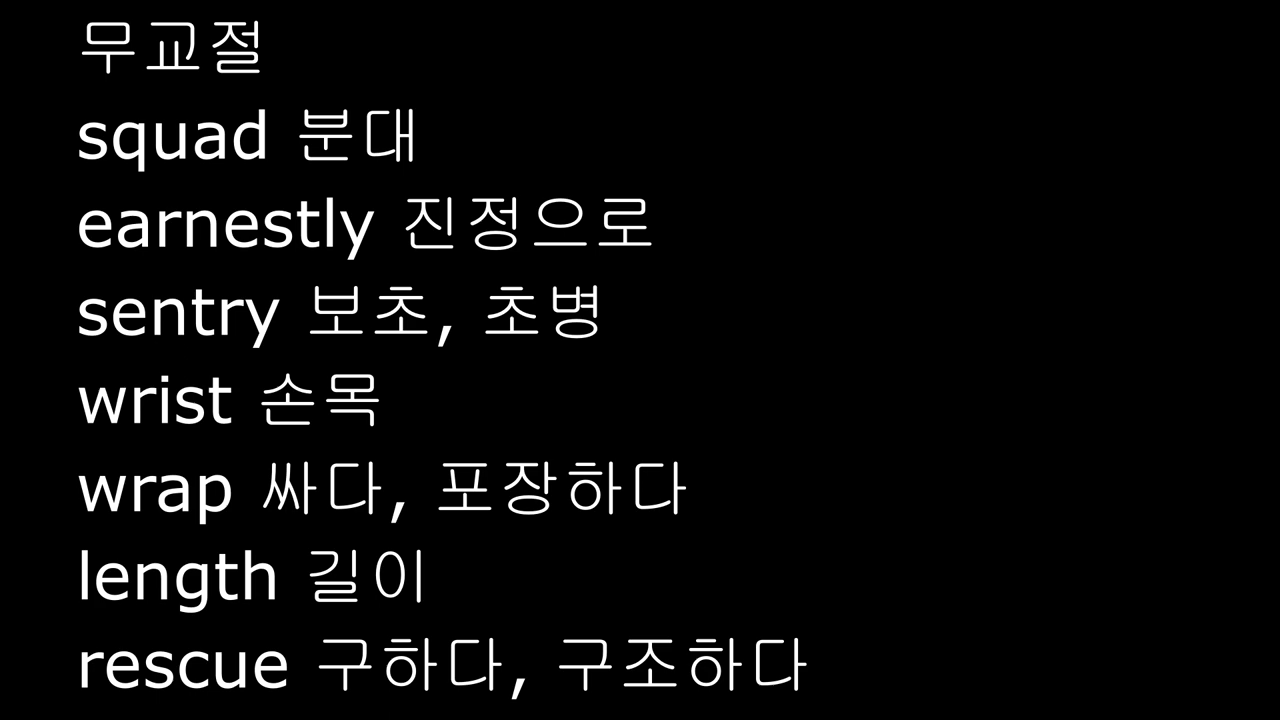 무교절
squad 분대
earnestly 진정으로
sentry 보초, 초병
wrist 손목
wrap 싸다, 포장하다
length 길이
rescue 구하다, 구조하다